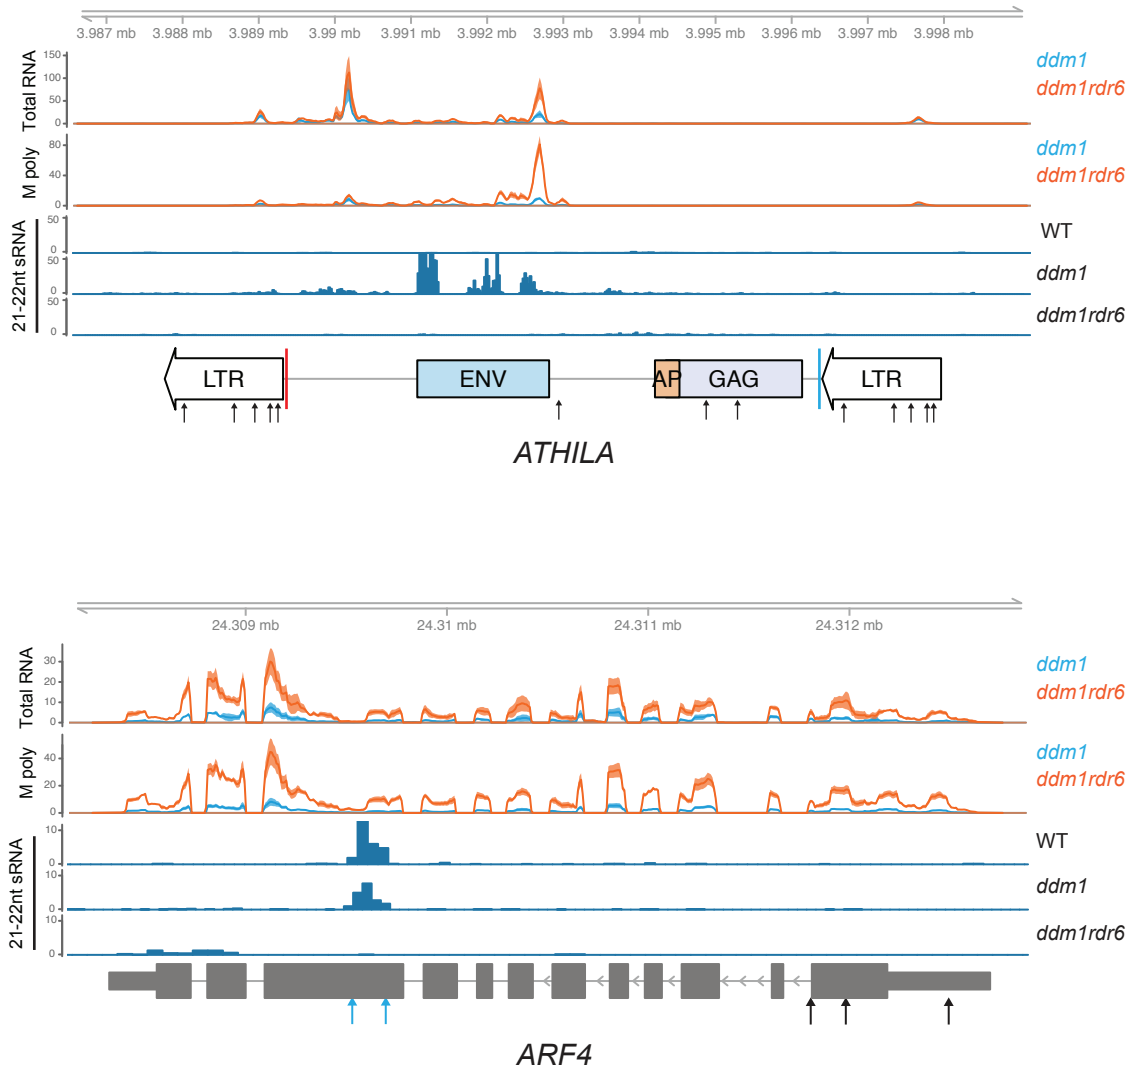 3.987 mb 3.988 mb 3.989 mb 3.99 mb 3.991 mb 3.992 mb 3.993 mb 3.994 mb 3.995 mb 3.996 mb 3.997 mb 3.998 mb
Total RNA
150
100
50
0
ddm1
ddm1rdr6
M poly
80
40
0
ddm1
ddm1rdr6
21-22nt sRNA
50
0
WT
50
0
ddm1
50
0
ddm1rdr6
LTR ENV AP GAG LTR
ATHILA
24.309 mb 24.31 mb 24.311 mb 24.312 mb
Total RNA
30
20
10
0
ddm1
ddm1rdr6
M poly
40
20
0
ddm1
ddm1rdr6
21-22nt sRNA
10
0
WT
10
0
ddm1
10
0
ddm1rdr6
ARF4